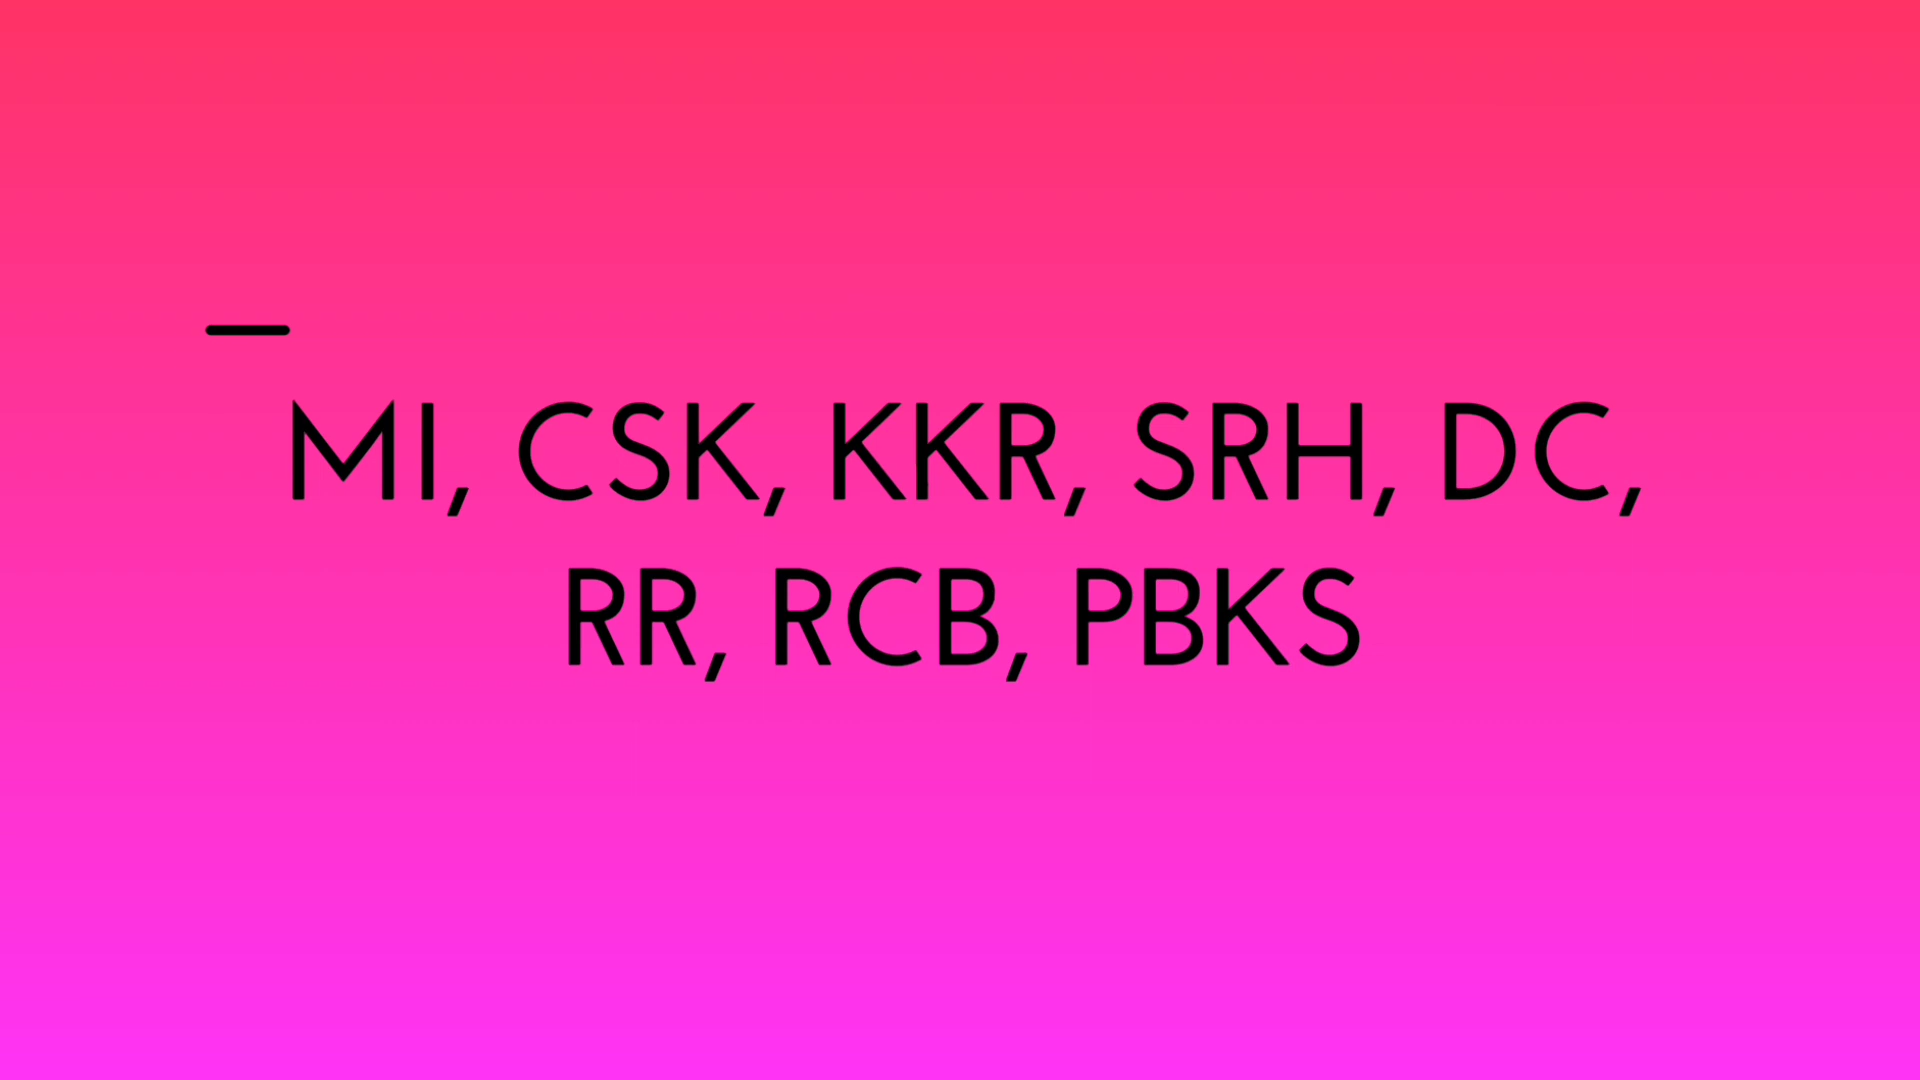 MI, CSK, KKR, SRH, DC,
RR, RCB, PBKS